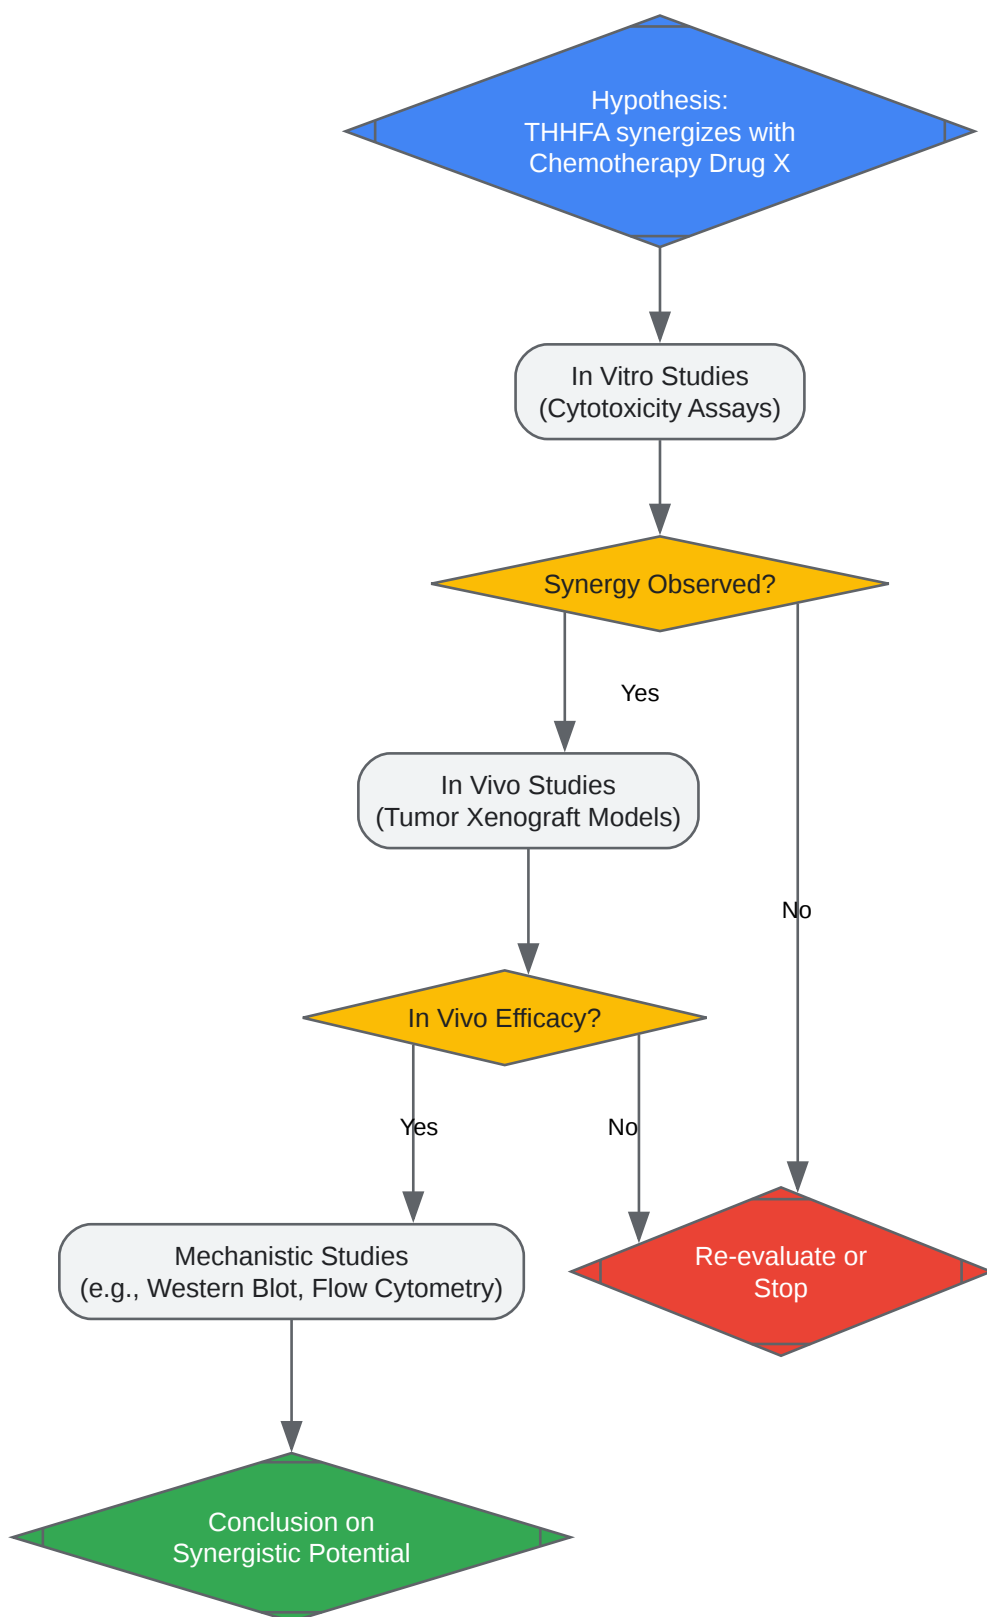 Hypothesis:
THHFA synergizes with
Chemotherapy Drug X
In Vitro Studies
(Cytotoxicity Assays)
Synergy Observed?
Yes
In Vivo Studies
(Tumor Xenograft Models)
No
In Vivo Efficacy?
Yes
No
Mechanistic Studies
(e.g., Western Blot, Flow Cytometry)
Re-evaluate or
Stop
Conclusion on
Synergistic Potential